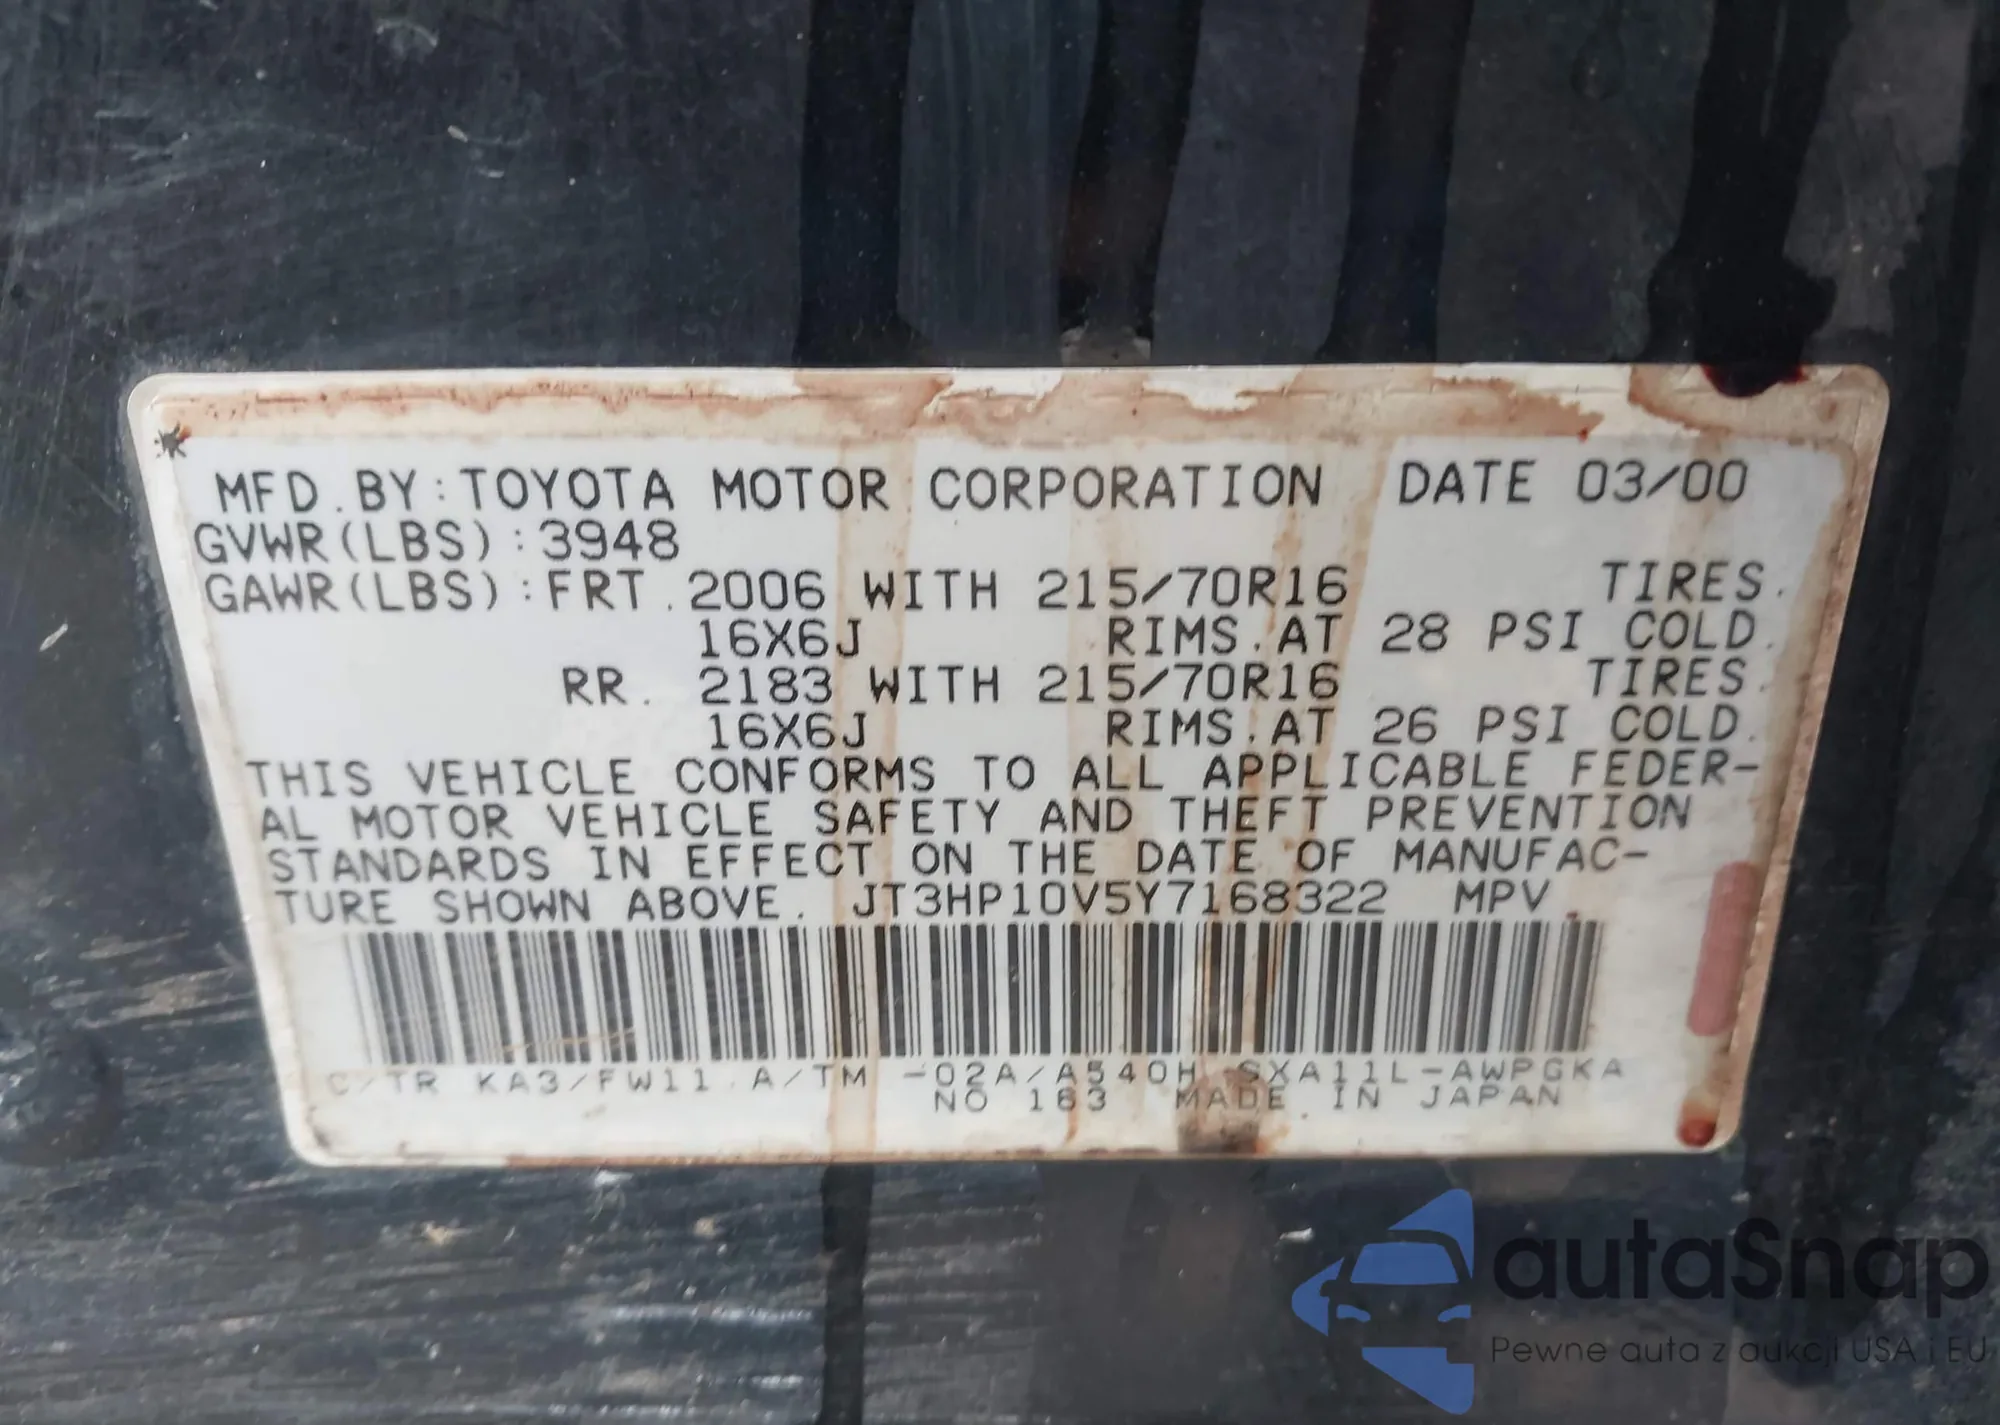 MFD.BY:TOYOTA MOTOR CORPORATION DATE 03/00
GVWR(LBS):3948
GAWR(LBS):FRT.2006 WITH 215/70R16 TIRES.
16X6J RIMS.AT 28 PSI COLD.
RR. 2183 WITH 215/70R16 TIRES.
16X6J RIMS.AT 26 PSI COLD.
THIS VEHICLE CONFORMS TO ALL APPLICABLE FEDER-
AL MOTOR VEHICLE SAFETY AND THEFT PREVENTION
STANDARDS IN EFFECT ON THE DATE OF MANUFAC-
TURE SHOWN ABOVE. JT3HP10V5Y7168322 MPV
C/TR KA3/FW11 A/TM -02A/A540H SXA11L-AWPGKA
NO 163 MADE IN JAPAN
autaSnap
Pewne auta z aukcji USA i EU